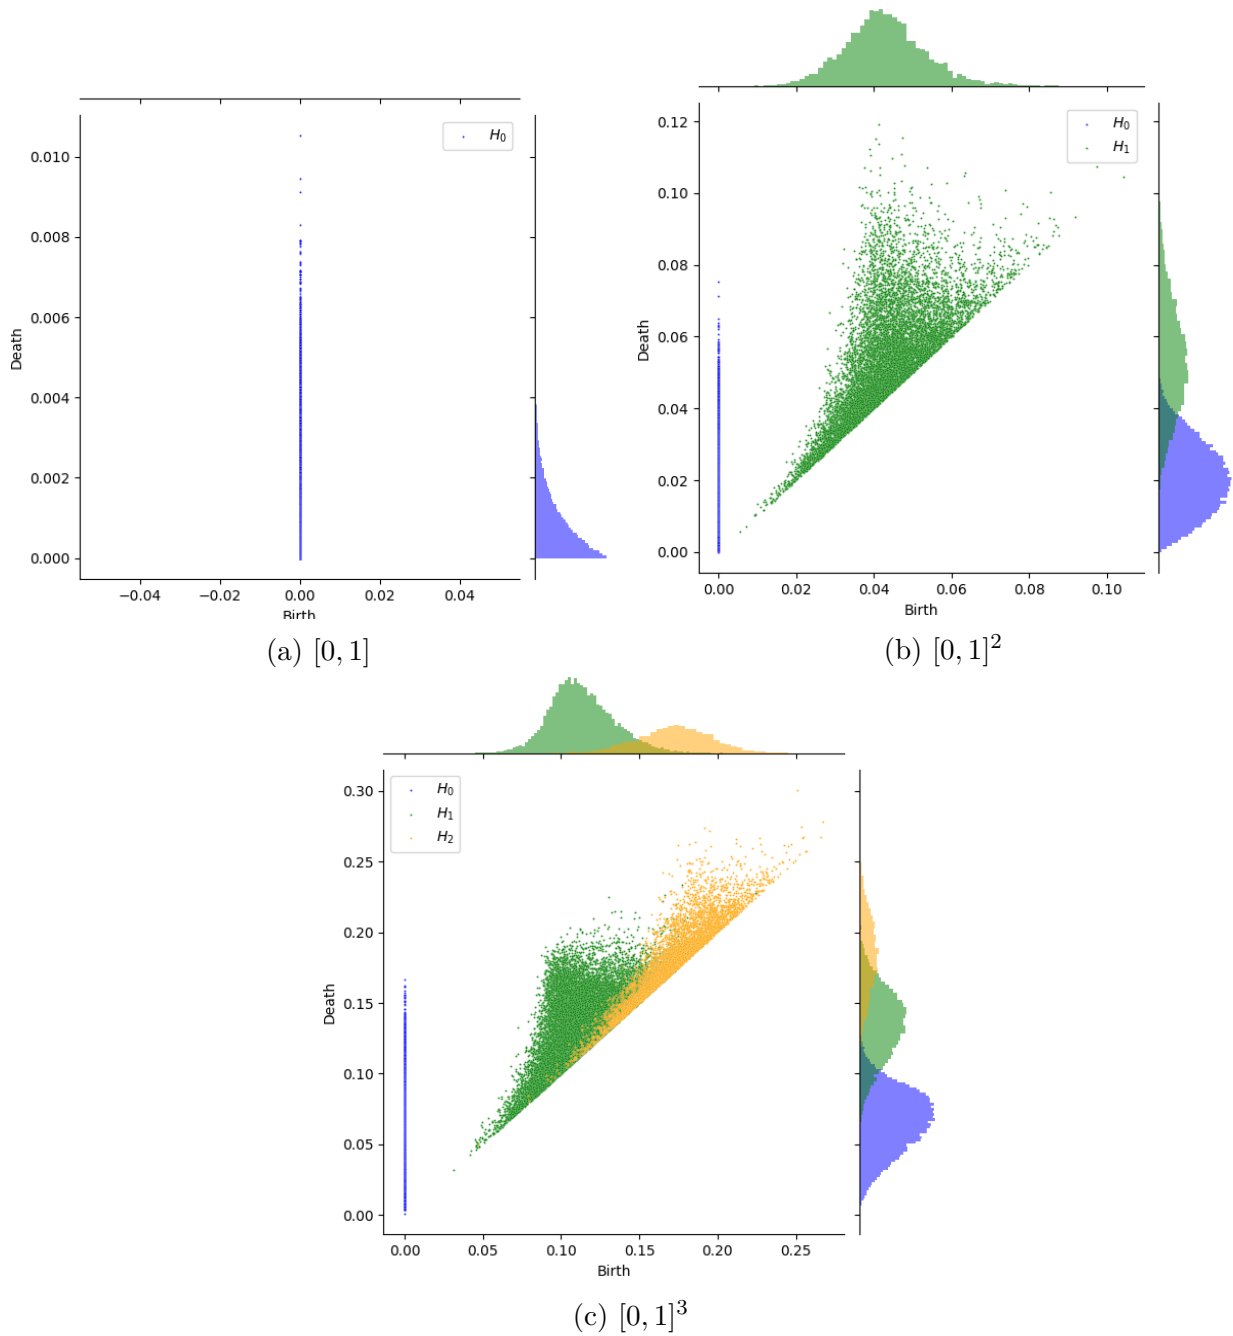 H₀
0.010
0.008
0.006
0.004
0.002
0.000
Death
−0.04 −0.02 0.00 0.02 0.04
Birth
(a) [0, 1]
H₀
H₁
0.12
0.10
0.08
0.06
0.04
0.02
0.00
Death
0.00 0.02 0.04 0.06 0.08 0.10
Birth
(b) [0, 1]²
H₀
H₁
H₂
0.30
0.25
0.20
0.15
0.10
0.05
0.00
Death
0.00 0.05 0.10 0.15 0.20 0.25
Birth
(c) [0, 1]³